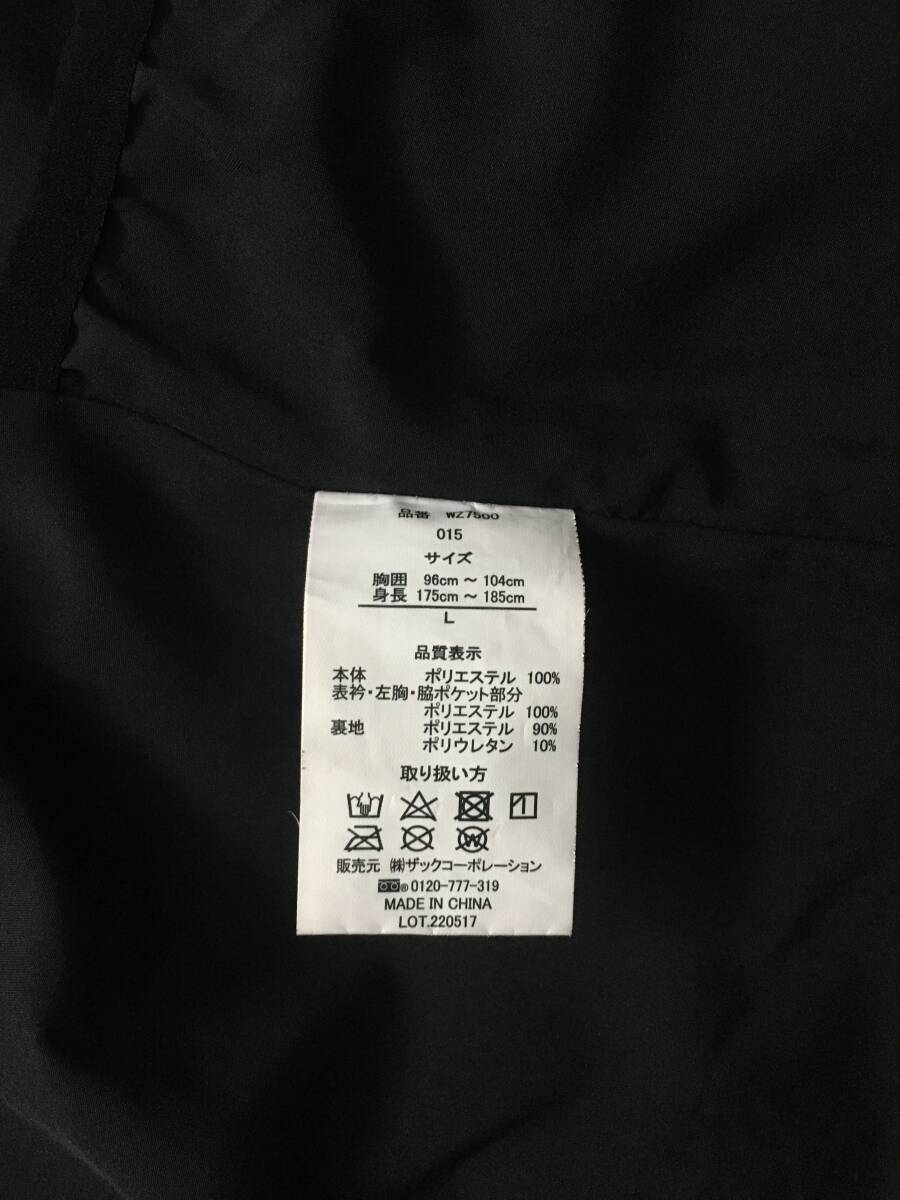 品番 WZ7560
015
サイズ
胸囲 96cm ～ 104cm
身長 175cm ～ 185cm
L
品質表示
本体 ポリエステル 100%
表衿・左胸・脇ポケット部分
ポリエステル 100%
裏地 ポリエステル 90%
ポリウレタン 10%
取り扱い方
販売元 ㈱ザックコーポレーション
0120-777-319
MADE IN CHINA
LOT.220517